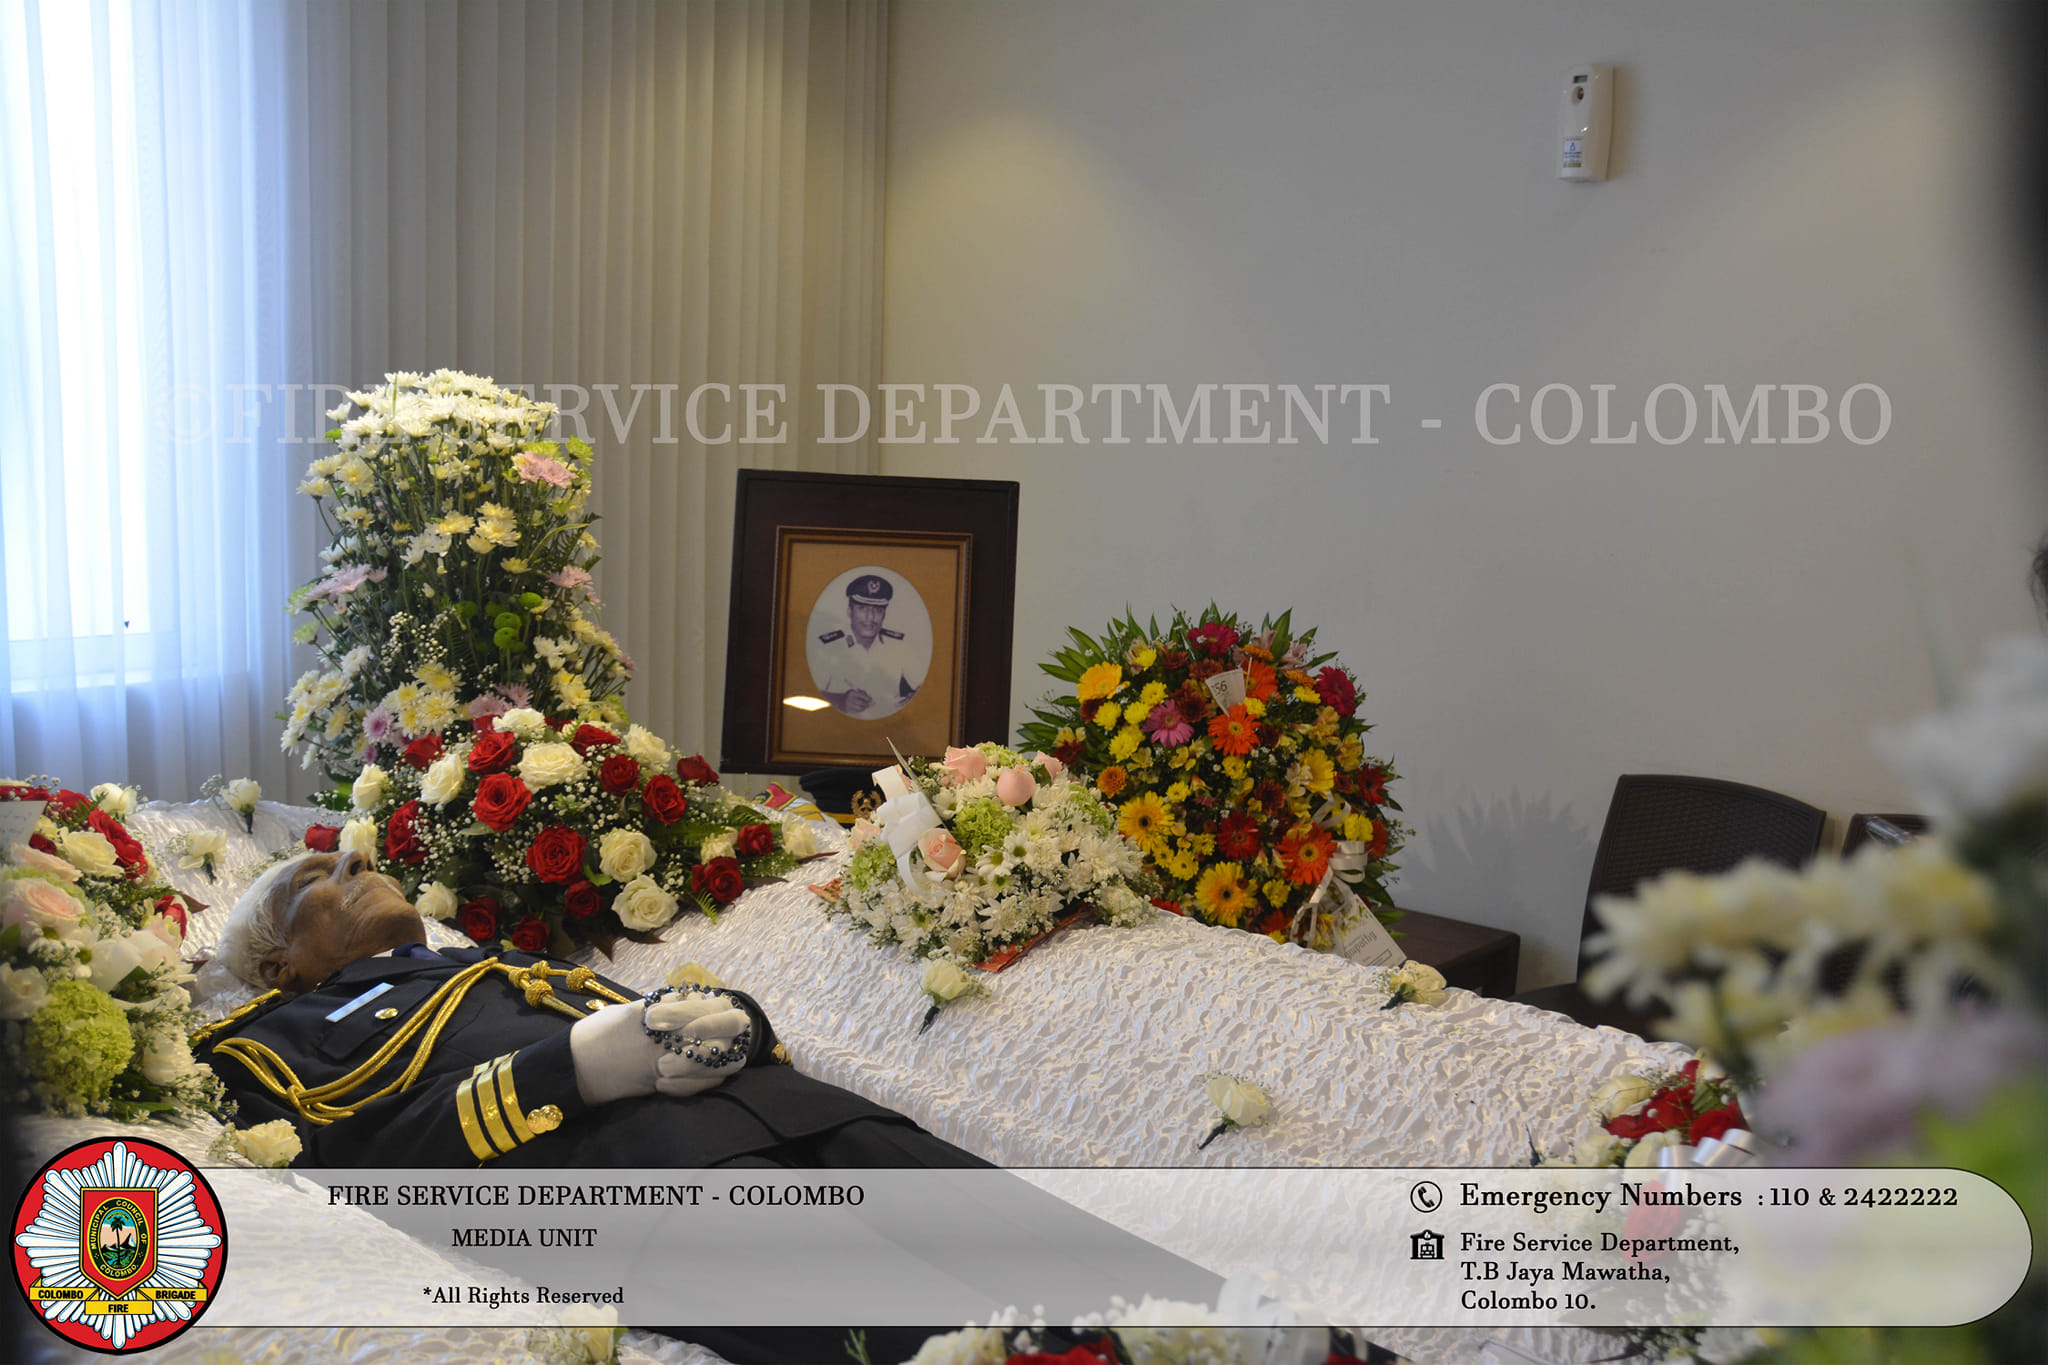 ©FIRE SERVICE DEPARTMENT - COLOMBO
156
MUNICIPAL COUNCIL OF
COLOMBO
COLOMBO FIRE BRIGADE
FIRE SERVICE DEPARTMENT - COLOMBO
MEDIA UNIT
*All Rights Reserved
Emergency Numbers : 110 & 2422222
Fire Service Department,
T.B Jaya Mawatha,
Colombo 10.